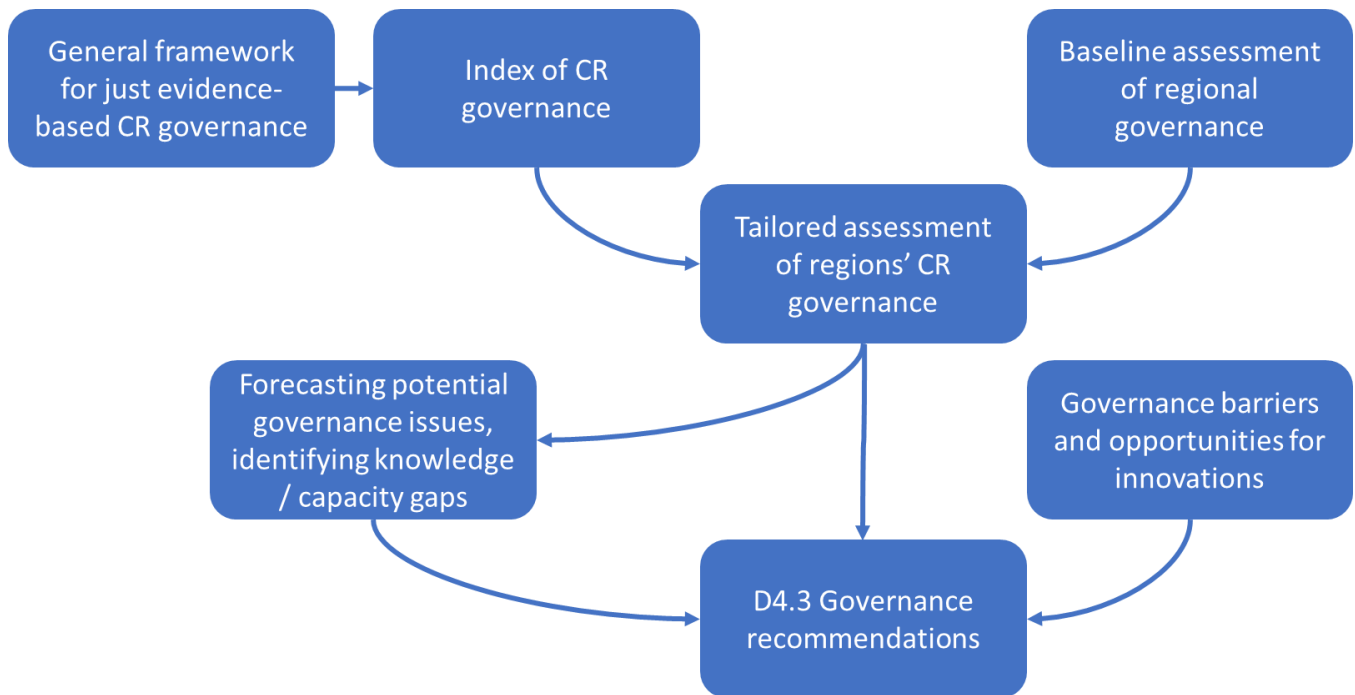 General framework
for just evidence-
based CR governance
Index of CR
governance
Baseline assessment
of regional
governance
Tailored assessment
of regions’ CR
governance
Forecasting potential
governance issues,
identifying knowledge
/ capacity gaps
Governance barriers
and opportunities for
innovations
D4.3 Governance
recommendations